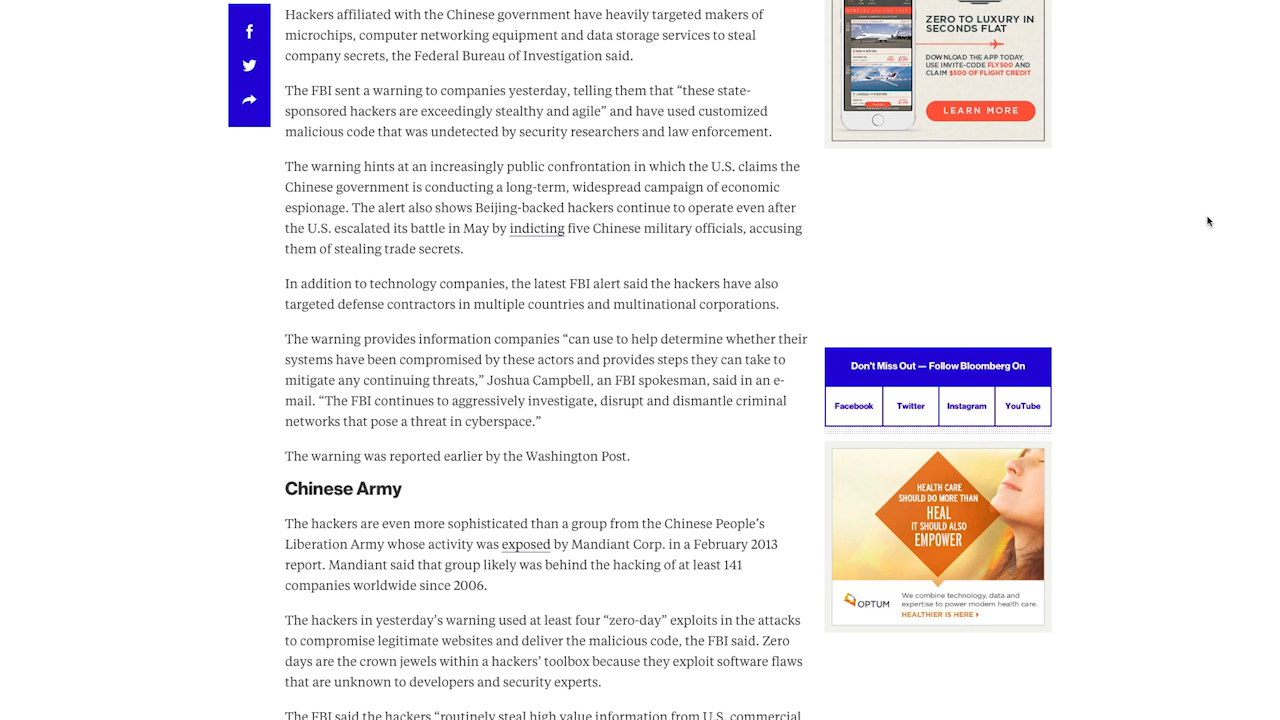 Hackers aligned with the Chinese government have likely targeted makers of
microchips, computer networking equipment and data storage services to steal
proprietary data, the Federal Bureau of Investigation said.
The FBI sent a warning to companies yesterday, telling them that “these state-
sponsored hackers are exceedingly stealthy and agile” and have used customized
malicious code that was undetected by security researchers and law enforcement.
The warning hints at an increasingly public confrontation in which the U.S. claims the
Chinese government is conducting a long-term, widespread campaign of economic
espionage. The alert also shows Beijing-backed hackers continue to operate even after
the U.S. escalated its battle in May by indicting five Chinese military officials, accusing
them of stealing trade secrets.
In addition to technology companies, the latest FBI alert said the hackers have also
targeted defense contractors in multiple countries and multinational corporations.
The warning provides information companies “can use to help determine whether their
systems have been compromised by these actors and provides steps they can take to
mitigate any continuing threats,” Joshua Campbell, an FBI spokesman, said in an e-
mail. “The FBI continues to aggressively investigate, disrupt and dismantle criminal
networks that pose a threat in cyberspace.”
The warning was reported earlier by the Washington Post.
Chinese Army
The hackers are even more sophisticated than a group from the Chinese People’s
Liberation Army whose activity was exposed by Mandiant Corp. in a February 2013
report. Mandiant said that group likely was behind the hacking of at least 141
companies worldwide since 2006.
The hackers in yesterday’s warning used at least four “zero-day” exploits in the attacks
to compromise legitimate websites and deliver the malicious code, the FBI said. Zero
days are the crown jewels within a hackers’ toolbox because they exploit software flaws
that are unknown to developers and security experts.
The FBI said the hackers “routinely steal high value information from U.S. commercial
ZERO TO LUXURY IN
SECONDS FLAT
DOWNLOAD THE APP TODAY,
USE INVITE-CODE FLY500 AND
CLAIM $500 OF FLIGHT CREDIT
LEARN MORE
Don't Miss Out — Follow Bloomberg On
Facebook Twitter Instagram YouTube
HEALTH CARE
SHOULD DO MORE THAN
HEAL
IT SHOULD ALSO
EMPOWER
OPTUM
We combine technology, data and
expertise to power modern health care.
HEALTHIER IS HERE